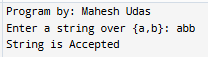 Program by: Mahesh Udas
Enter a string over {a,b}: abb
String is Accepted